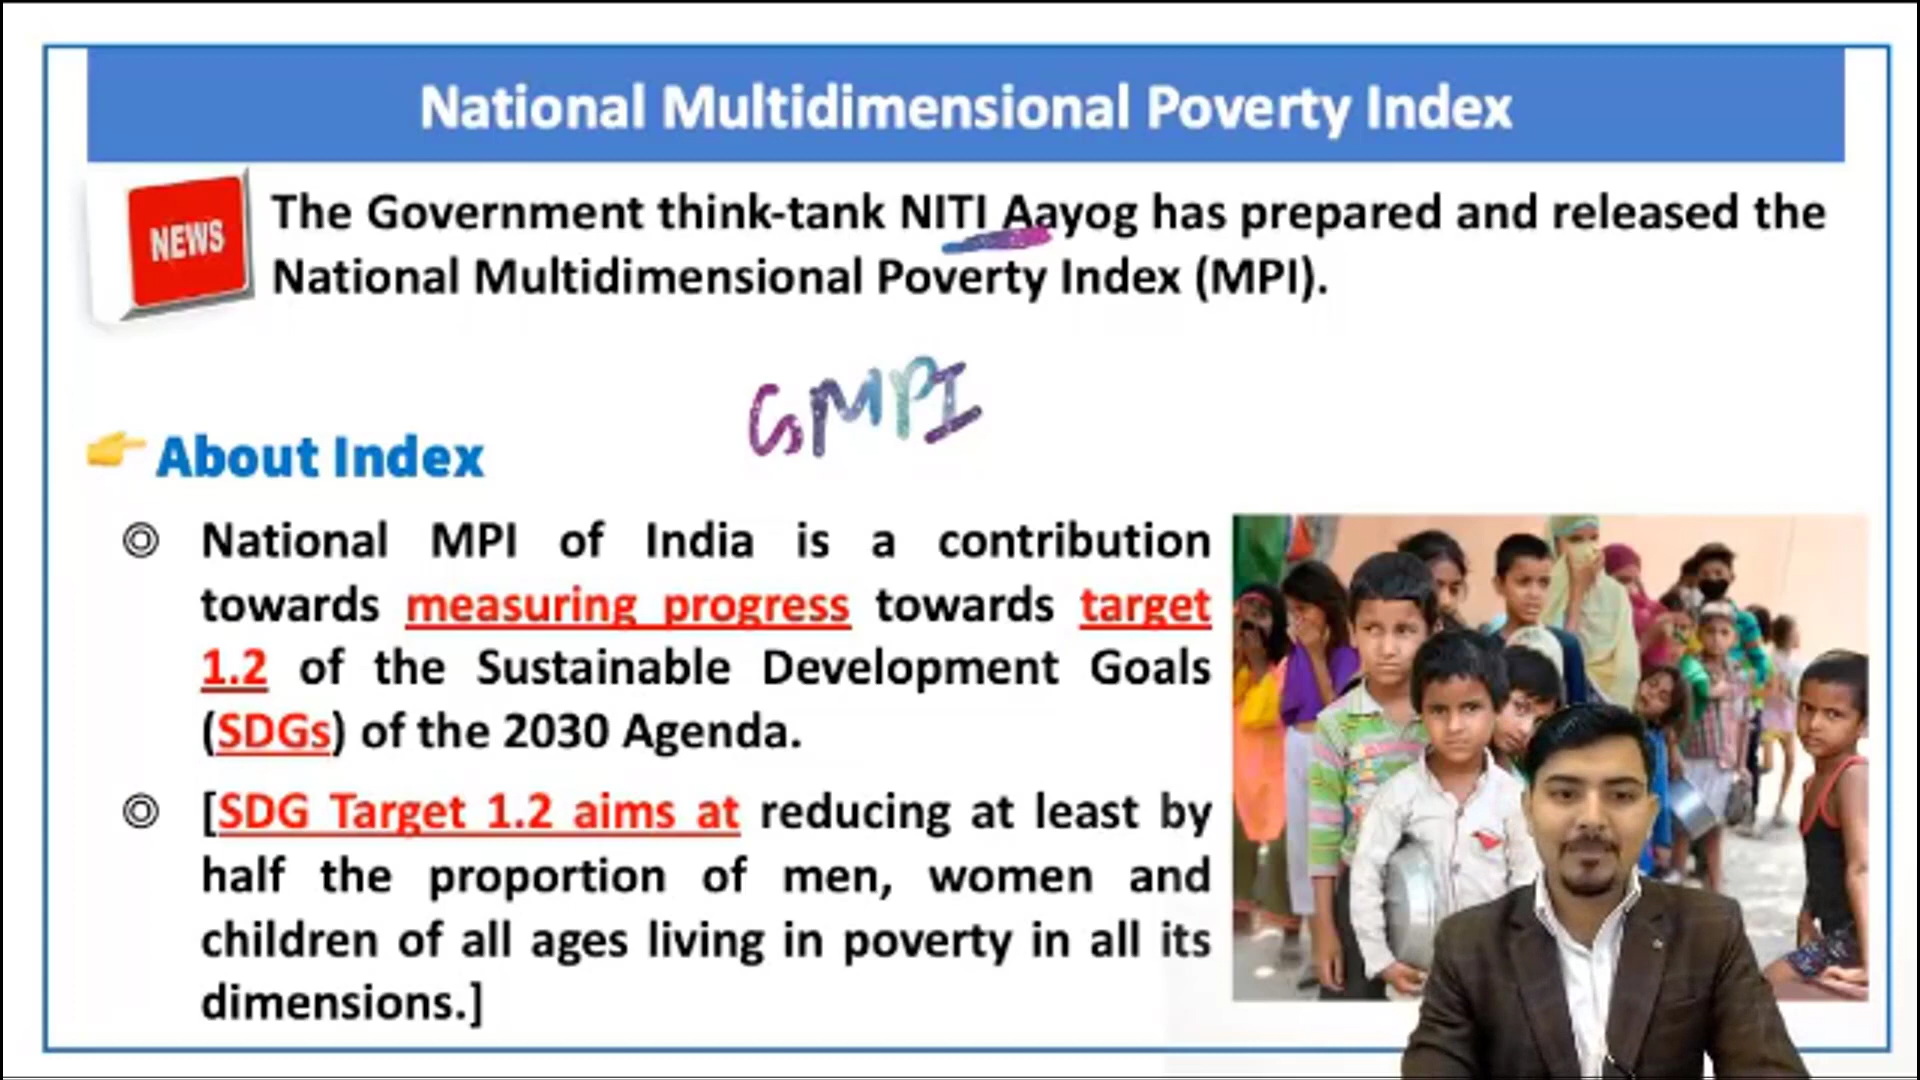 National Multidimensional Poverty Index
NEWS
The Government think-tank NITI Aayog has prepared and released the
National Multidimensional Poverty Index (MPI).
GMPI
About Index
National MPI of India is a contribution
towards measuring progress towards target
1.2 of the Sustainable Development Goals
(SDGs) of the 2030 Agenda.
[SDG Target 1.2 aims at reducing at least by
half the proportion of men, women and
children of all ages living in poverty in all its
dimensions.]